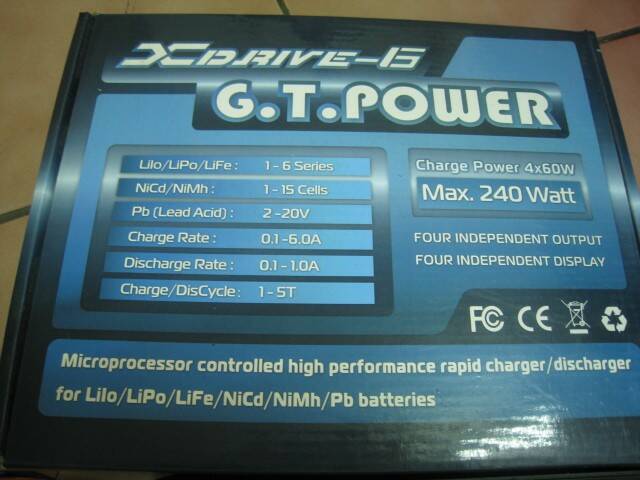 XDRIVE-6
G.T.POWER
LiIo/LiPo/LiFe: 1-6 Series
NiCd/NiMh: 1-15 Cells
Pb (Lead Acid): 2-20V
Charge Rate: 0.1-6.0A
Discharge Rate: 0.1-1.0A
Charge/DisCycle: 1-5T
Charge Power 4x60W
Max. 240 Watt
FOUR INDEPENDENT OUTPUT
FOUR INDEPENDENT DISPLAY
FC CE
Microprocessor controlled high performance rapid charger/discharger
for LiIo/LiPo/LiFe/NiCd/NiMh/Pb batteries